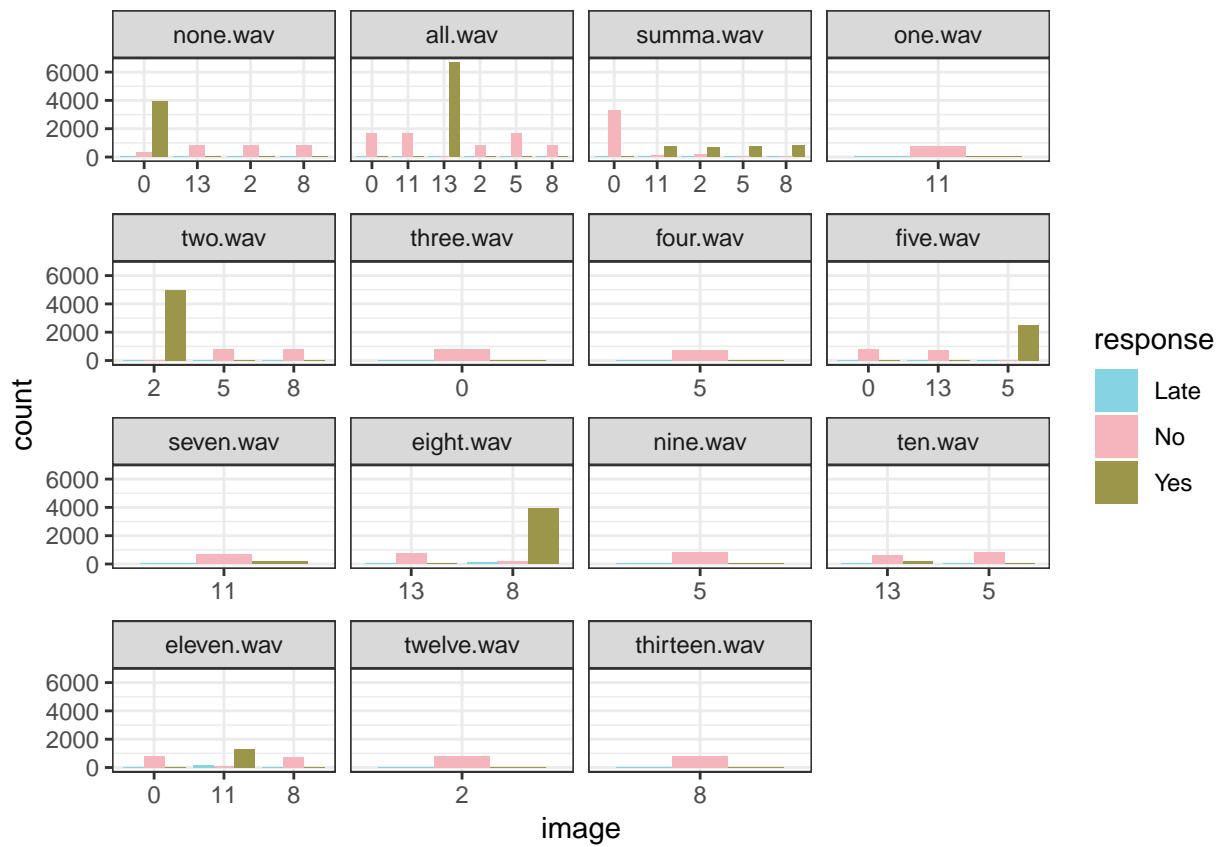 none.wav all.wav summa.wav one.wav
6000
4000
2000
0
0 13 2 8 0 11 13 2 5 8 0 11 2 5 8 11
two.wav three.wav four.wav five.wav
6000
4000
2000
0
2 5 8 0 5 0 13 5
seven.wav eight.wav nine.wav ten.wav
6000
4000
2000
0
11 13 8 5 13 5
eleven.wav twelve.wav thirteen.wav
6000
4000
2000
0
0 11 8 2 8
image
count
response
Late
No
Yes